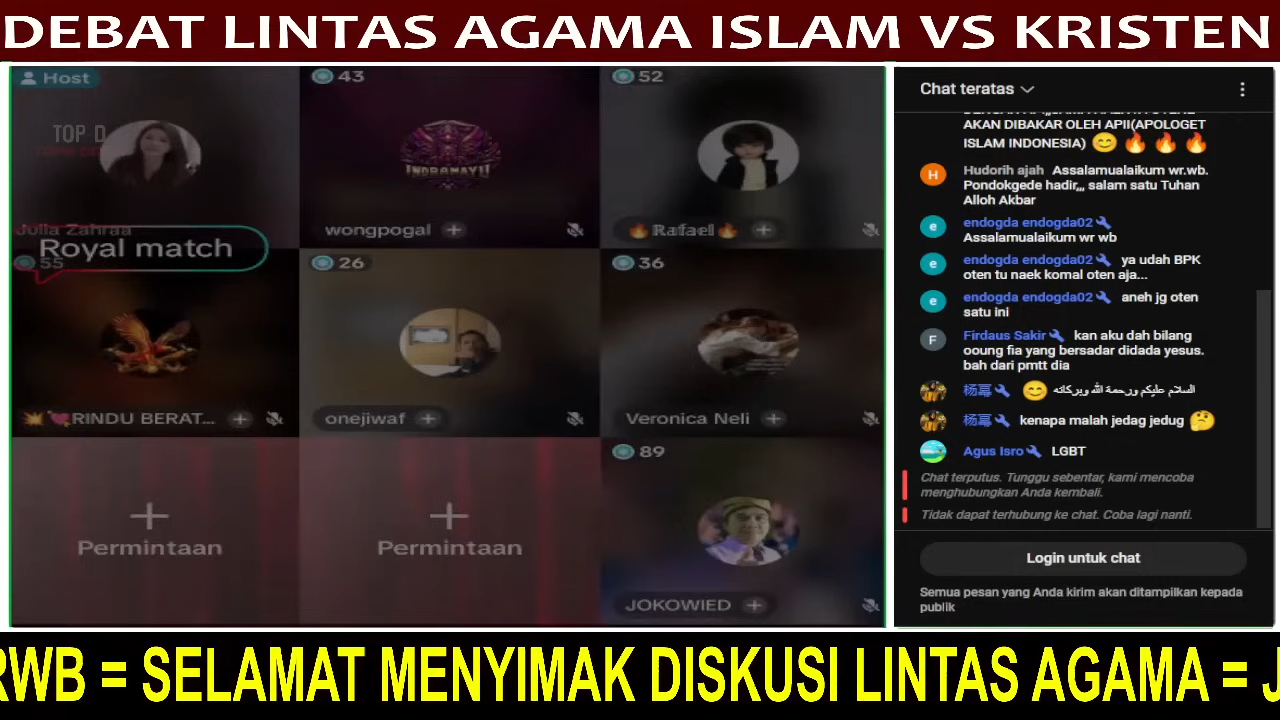 DEBAT LINTAS AGAMA ISLAM VS KRISTEN
Host
TOP D
Julia Zahraa
Royal match
43
INDRAMAYU
wongpogal
52
🔥Rafael🔥
55
💥💘RINDU BERAT...
26
onejiwaf
36
Veronica Neli
Permintaan
Permintaan
89
JOKOWIED
Chat teratas
AKAN DIBAKAR OLEH APII(APOLOGET
ISLAM INDONESIA) 😊🔥🔥🔥
Hudorih ajah Assalamualaikum wr.wb.
Pondokgede hadir,,, salam satu Tuhan
Alloh Akbar
endogda endogda02
Assalamualaikum wr wb
endogda endogda02 ya udah BPK
oten tu naek komal oten aja...
endogda endogda02 aneh jg oten
satu ini
Firdaus Sakir kan aku dah bilang
ooung fia yang bersadar didada yesus.
bah dari pmtt dia
杨幂 😊 السلام عليكم ورحمة الله وبركاته
杨幂 kenapa malah jedag jedug 🤔
Agus Isro LGBT
Chat terputus. Tunggu sebentar, kami mencoba
menghubungkan Anda kembali.
Tidak dapat terhubung ke chat. Coba lagi nanti.
Login untuk chat
Semua pesan yang Anda kirim akan ditampilkan kepada
publik
RWB = SELAMAT MENYIMAK DISKUSI LINTAS AGAMA = J